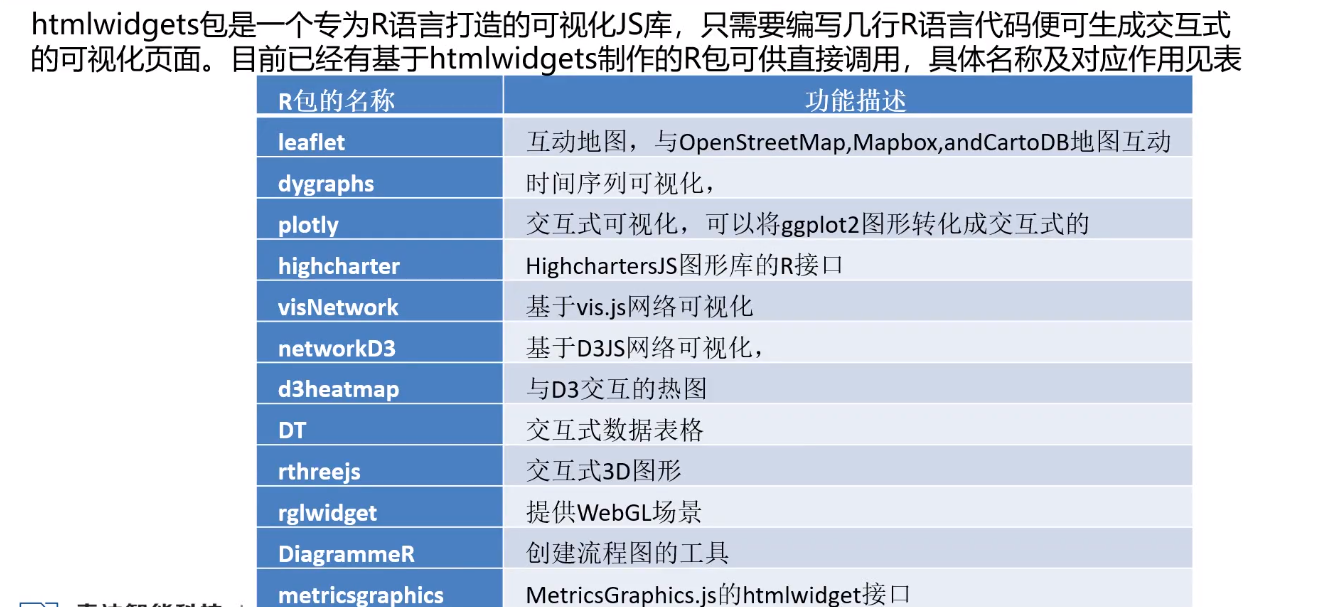 htmlwidgets包是一个专为R语言打造的可视化JS库，只需要编写几行R语言代码便可生成交互式
的可视化页面。目前已经有基于htmlwidgets制作的R包可供直接调用，具体名称及对应作用见表
R包的名称 功能描述
leaflet 互动地图，与OpenStreetMap,Mapbox,andCartoDB地图互动
dygraphs 时间序列可视化，
plotly 交互式可视化，可以将ggplot2图形转化成交互式的
highcharter HighchartersJS图形库的R接口
visNetwork 基于vis.js网络可视化
networkD3 基于D3JS网络可视化，
d3heatmap 与D3交互的热图
DT 交互式数据表格
rthreejs 交互式3D图形
rglwidget 提供WebGL场景
DiagrammeR 创建流程图的工具
metricsgraphics MetricsGraphics.js的htmlwidget接口